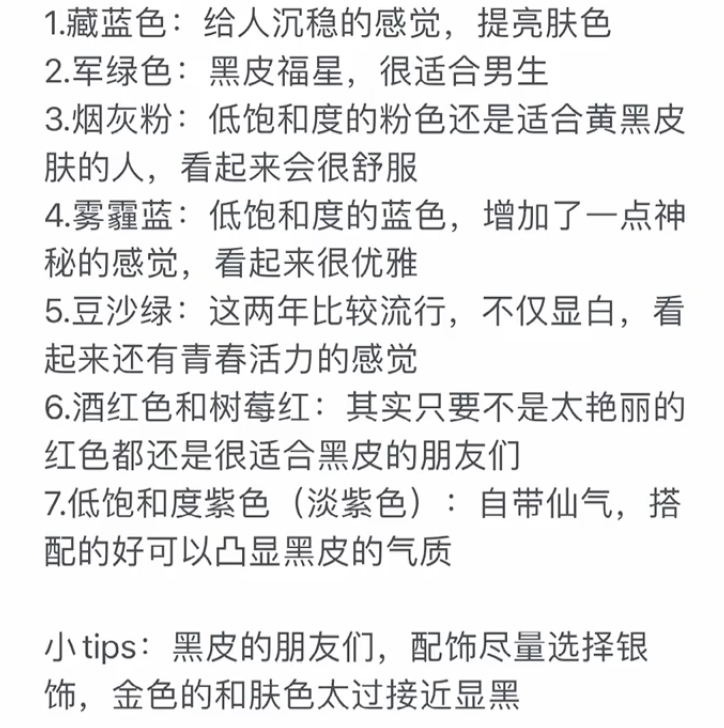 1.藏蓝色：给人沉稳的感觉，提亮肤色
2.军绿色：黑皮福星，很适合男生
3.烟灰粉：低饱和度的粉色还是适合黄黑皮
肤的人，看起来会很舒服
4.雾霾蓝：低饱和度的蓝色，增加了一点神
秘的感觉，看起来很优雅
5.豆沙绿：这两年比较流行，不仅显白，看
起来还有青春活力的感觉
6.酒红色和树莓红：其实只要不是太艳丽的
红色都还是很适合黑皮的朋友们
7.低饱和度紫色（淡紫色）：自带仙气，搭
配的好可以凸显黑皮的气质
小tips：黑皮的朋友们，配饰尽量选择银
饰，金色的和肤色太过接近显黑